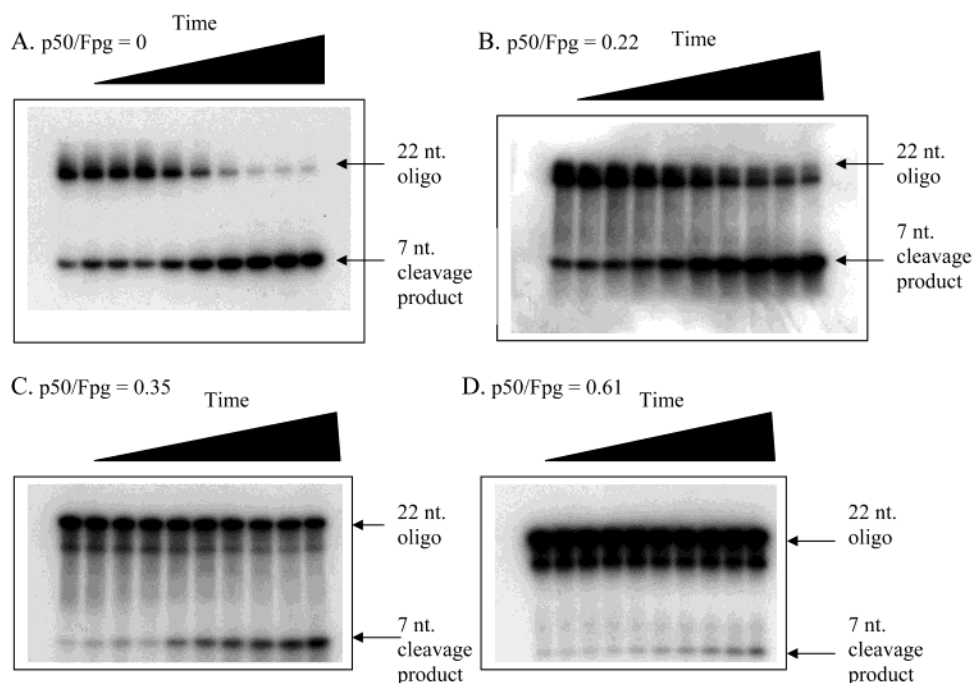 A. p50/Fpg = 0
Time
22 nt.
oligo
7 nt.
cleavage
product
B. p50/Fpg = 0.22
Time
22 nt.
oligo
7 nt.
cleavage
product
C. p50/Fpg = 0.35
Time
22 nt.
oligo
7 nt.
cleavage
product
D. p50/Fpg = 0.61
Time
22 nt.
oligo
7 nt.
cleavage
product